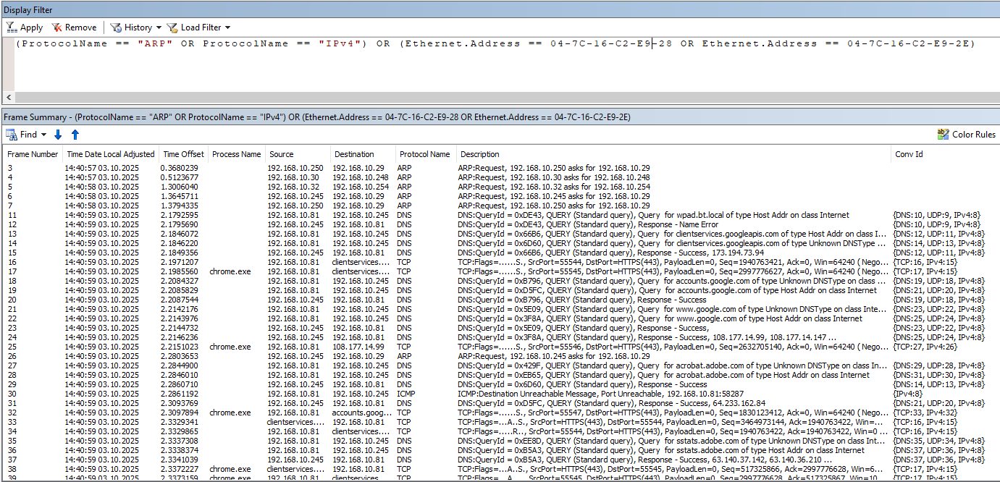 Display Filter
Apply Remove History Load Filter
(ProtocolName == "ARP" OR ProtocolName == "IPv4") OR (Ethernet.Address == 04-7C-16-C2-E9-28 OR Ethernet.Address == 04-7C-16-C2-E9-2E)
Frame Summary - (ProtocolName == "ARP" OR ProtocolName == "IPv4") OR (Ethernet.Address == 04-7C-16-C2-E9-28 OR Ethernet.Address == 04-7C-16-C2-E9-2E)
Find Color Rules
Frame Number Time Date Local Adjusted Time Offset Process Name Source Destination Protocol Name Description Conv Id
3 14:40:57 03.10.2025 0.3680239 192.168.10.250 192.168.10.29 ARP ARP:Request, 192.168.10.250 asks for 192.168.10.29
4 14:40:57 03.10.2025 0.5123677 192.168.10.30 192.168.10.248 ARP ARP:Request, 192.168.10.30 asks for 192.168.10.248
5 14:40:58 03.10.2025 1.3006040 192.168.10.32 192.168.10.254 ARP ARP:Request, 192.168.10.32 asks for 192.168.10.254
6 14:40:58 03.10.2025 1.3645711 192.168.10.245 192.168.10.29 ARP ARP:Request, 192.168.10.245 asks for 192.168.10.29
7 14:40:58 03.10.2025 1.3794335 192.168.10.250 192.168.10.29 ARP ARP:Request, 192.168.10.250 asks for 192.168.10.29
11 14:40:59 03.10.2025 2.1792595 192.168.10.81 192.168.10.245 DNS DNS:QueryId = 0xDE43, QUERY (Standard query), Query for wpad.bt.local of type Host Addr on class Internet {DNS:10, UDP:9, IPv4:8}
12 14:40:59 03.10.2025 2.1795690 192.168.10.245 192.168.10.81 DNS DNS:QueryId = 0xDE43, QUERY (Standard query), Response - Name Error {DNS:10, UDP:9, IPv4:8}
13 14:40:59 03.10.2025 2.1846072 192.168.10.81 192.168.10.245 DNS DNS:QueryId = 0x66B6, QUERY (Standard query), Query for clientservices.googleapis.com of type Host Addr on class I... {DNS:12, UDP:11, IPv4:8}
14 14:40:59 03.10.2025 2.1846220 192.168.10.81 192.168.10.245 DNS DNS:QueryId = 0x6D60, QUERY (Standard query), Query for clientservices.googleapis.com of type Unknown DNSType ... {DNS:14, UDP:13, IPv4:8}
15 14:40:59 03.10.2025 2.1849356 192.168.10.245 192.168.10.81 DNS DNS:QueryId = 0x66B6, QUERY (Standard query), Response - Success, 173.194.73.94 {DNS:12, UDP:11, IPv4:8}
16 14:40:59 03.10.2025 2.1971207 192.168.10.81 clientservices.... TCP TCP:Flags=......S., SrcPort=55544, DstPort=HTTPS(443), PayloadLen=0, Seq=1940763421, Ack=0, Win=64240 ( Nego... {TCP:16, IPv4:15}
17 14:40:59 03.10.2025 2.1985560 chrome.exe 192.168.10.81 clientservices.... TCP TCP:Flags=......S., SrcPort=55545, DstPort=HTTPS(443), PayloadLen=0, Seq=2997776627, Ack=0, Win=64240 ( Nego... {TCP:17, IPv4:15}
18 14:40:59 03.10.2025 2.2084327 192.168.10.81 192.168.10.245 DNS DNS:QueryId = 0xB796, QUERY (Standard query), Query for accounts.google.com of type Unknown DNSType on class ... {DNS:19, UDP:18, IPv4:8}
19 14:40:59 03.10.2025 2.2085829 192.168.10.81 192.168.10.245 DNS DNS:QueryId = 0xD5FC, QUERY (Standard query), Query for accounts.google.com of type Host Addr on class Internet {DNS:21, UDP:20, IPv4:8}
20 14:40:59 03.10.2025 2.2087544 192.168.10.245 192.168.10.81 DNS DNS:QueryId = 0xB796, QUERY (Standard query), Response - Success {DNS:19, UDP:18, IPv4:8}
21 14:40:59 03.10.2025 2.2142176 192.168.10.81 192.168.10.245 DNS DNS:QueryId = 0x5E09, QUERY (Standard query), Query for www.google.com of type Unknown DNSType on class Inte... {DNS:23, UDP:22, IPv4:8}
22 14:40:59 03.10.2025 2.2143976 192.168.10.81 192.168.10.245 DNS DNS:QueryId = 0x3F8A, QUERY (Standard query), Query for www.google.com of type Host Addr on class Internet {DNS:25, UDP:24, IPv4:8}
23 14:40:59 03.10.2025 2.2144732 192.168.10.245 192.168.10.81 DNS DNS:QueryId = 0x5E09, QUERY (Standard query), Response - Success, {DNS:23, UDP:22, IPv4:8}
24 14:40:59 03.10.2025 2.2146236 192.168.10.245 192.168.10.81 DNS DNS:QueryId = 0x3F8A, QUERY (Standard query), Response - Success, 108.177.14.99, 108.177.14.147 ... {DNS:25, UDP:24, IPv4:8}
25 14:40:59 03.10.2025 2.2151023 chrome.exe 192.168.10.81 108.177.14.99 TCP TCP:Flags=......S., SrcPort=55546, DstPort=HTTPS(443), PayloadLen=0, Seq=2632705140, Ack=0, Win=64240 ( Nego... {TCP:27, IPv4:26}
26 14:40:59 03.10.2025 2.2803653 192.168.10.245 192.168.10.29 ARP ARP:Request, 192.168.10.245 asks for 192.168.10.29
27 14:40:59 03.10.2025 2.2844900 192.168.10.81 192.168.10.245 DNS DNS:QueryId = 0x429F, QUERY (Standard query), Query for acrobat.adobe.com of type Unknown DNSType on class In... {DNS:29, UDP:28, IPv4:8}
28 14:40:59 03.10.2025 2.2846010 192.168.10.81 192.168.10.245 DNS DNS:QueryId = 0xEB65, QUERY (Standard query), Query for acrobat.adobe.com of type Host Addr on class Internet {DNS:31, UDP:30, IPv4:8}
29 14:40:59 03.10.2025 2.2860710 192.168.10.245 192.168.10.81 DNS DNS:QueryId = 0x6D60, QUERY (Standard query), Response - Success {DNS:14, UDP:13, IPv4:8}
30 14:40:59 03.10.2025 2.2861192 192.168.10.81 192.168.10.245 ICMP ICMP:Destination Unreachable Message, Port Unreachable, 192.168.10.81:58287 {IPv4:8}
31 14:40:59 03.10.2025 2.3093769 192.168.10.245 192.168.10.81 DNS DNS:QueryId = 0xD5FC, QUERY (Standard query), Response - Success, 64.233.162.84 {DNS:21, UDP:20, IPv4:8}
32 14:40:59 03.10.2025 2.3097894 chrome.exe 192.168.10.81 accounts.goog... TCP TCP:Flags=......S., SrcPort=55547, DstPort=HTTPS(443), PayloadLen=0, Seq=1830123412, Ack=0, Win=64240 ( Nego... {TCP:33, IPv4:32}
33 14:40:59 03.10.2025 2.3329341 clientservices.... 192.168.10.81 TCP TCP:Flags=...A..S., SrcPort=HTTPS(443), DstPort=55544, PayloadLen=0, Seq=3464973144, Ack=1940763422, Win=... {TCP:16, IPv4:15}
34 14:40:59 03.10.2025 2.3329865 192.168.10.81 clientservices.... TCP TCP:Flags=.....R.., SrcPort=55544, DstPort=HTTPS(443), PayloadLen=0, Seq=1940763422, Ack=1940763422, Win=0 ... {TCP:16, IPv4:15}
35 14:40:59 03.10.2025 2.3337308 192.168.10.81 192.168.10.245 DNS DNS:QueryId = 0xEE8D, QUERY (Standard query), Query for sstats.adobe.com of type Unknown DNSType on class Int... {DNS:35, UDP:34, IPv4:8}
36 14:40:59 03.10.2025 2.3338374 192.168.10.81 192.168.10.245 DNS DNS:QueryId = 0xB5A3, QUERY (Standard query), Query for sstats.adobe.com of type Host Addr on class Internet {DNS:37, UDP:36, IPv4:8}
37 14:40:59 03.10.2025 2.3341039 192.168.10.245 192.168.10.81 DNS DNS:QueryId = 0xB5A3, QUERY (Standard query), Response - Success, 63.140.37.142, 63.140.36.210 ... {DNS:37, UDP:36, IPv4:8}
38 14:40:59 03.10.2025 2.3372227 chrome.exe clientservices.... 192.168.10.81 TCP TCP:Flags=...A..S., SrcPort=HTTPS(443), DstPort=55545, PayloadLen=0, Seq=517325866, Ack=2997776628, Win=6... {TCP:17, IPv4:15}
39 14:40:59 03.10.2025 2.3373159 chrome.exe 192.168.10.81 clientservices.... TCP TCP:Flags=...A...., SrcPort=55545, DstPort=HTTPS(443), PayloadLen=0, Seq=2997776628, Ack=517325867, Win=10... {TCP:17, IPv4:15}